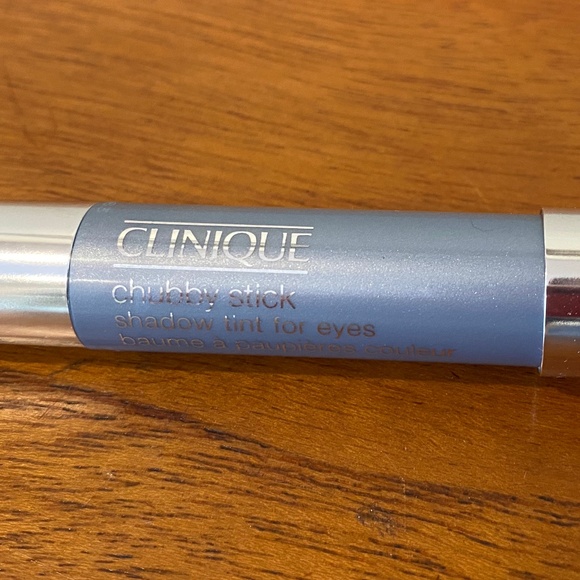 CLINIQUE
chubby stick
shadow tint for eyes
baume à paupières couleur